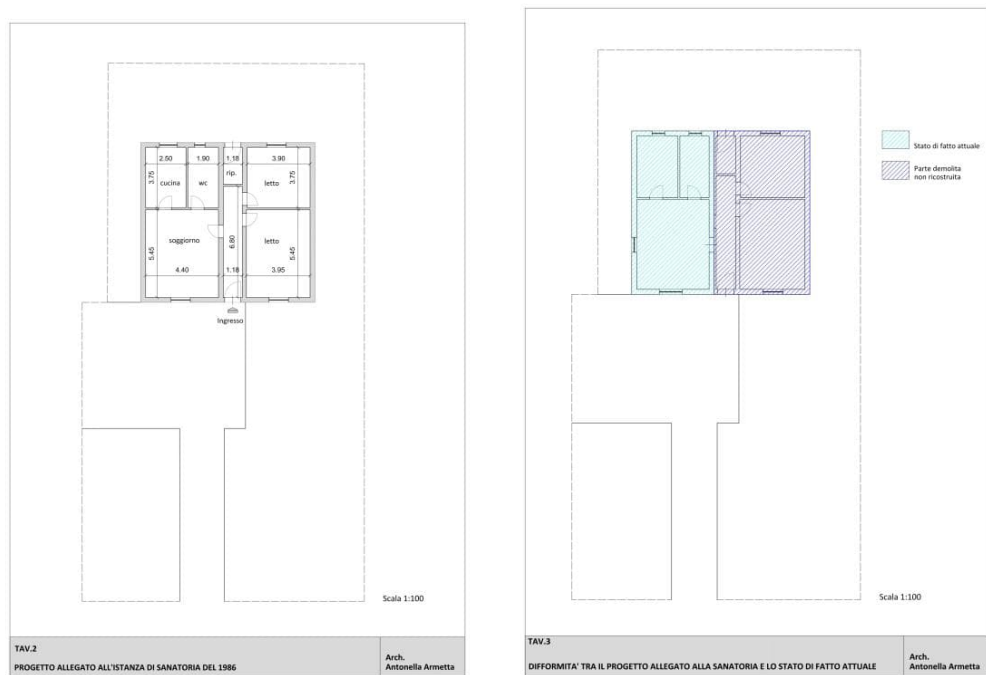 2.50 1.90 1.18 3.90
rip.
3.75 cucina wc letto 3.75
soggiorno letto
5.45 6.80 5.45
4.40 1.18 3.95
Ingresso
Scala 1:100
TAV.2
PROGETTO ALLEGATO ALL'ISTANZA DI SANATORIA DEL 1986
Arch.
Antonella Armetta
Stato di fatto attuale
Parte demolita
non ricostruita
Scala 1:100
TAV.3
DIFFORMITA' TRA IL PROGETTO ALLEGATO ALLA SANATORIA E LO STATO DI FATTO ATTUALE
Arch.
Antonella Armetta